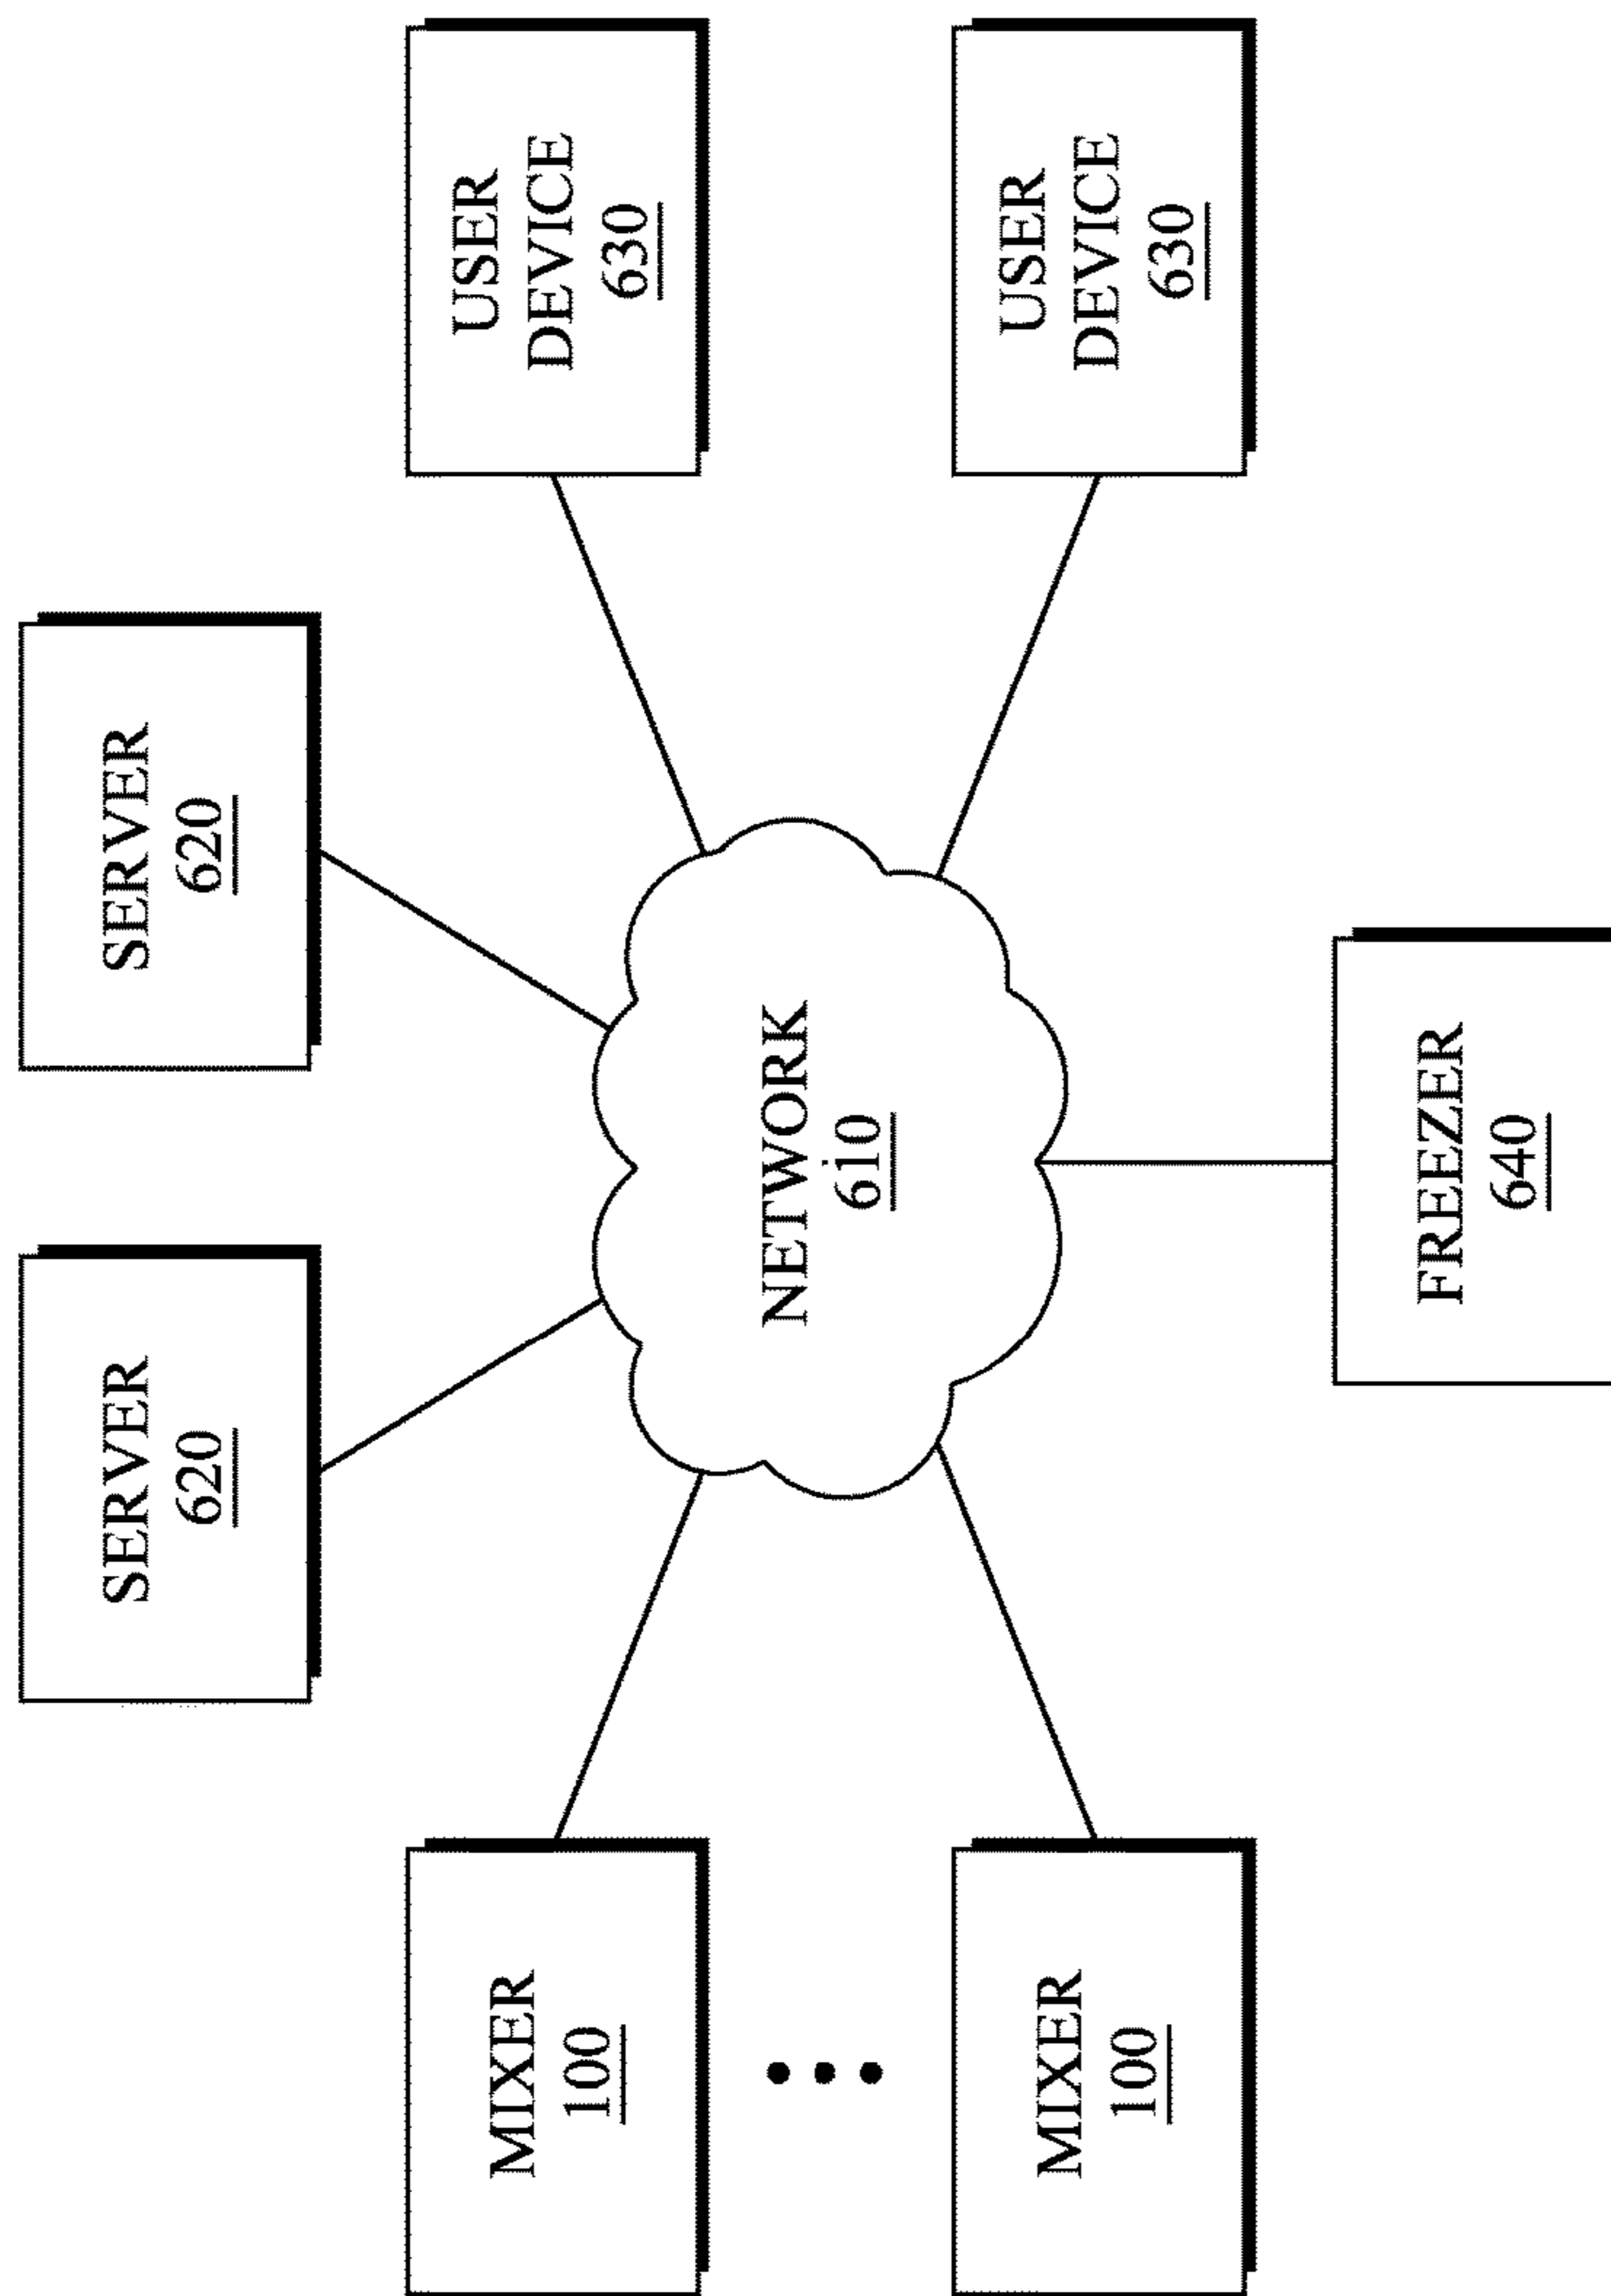 SERVER
620
SERVER
620
MIXER
100
USER
DEVICE
630
NETWORK
610
MIXER
100
USER
DEVICE
630
FREEZER
640